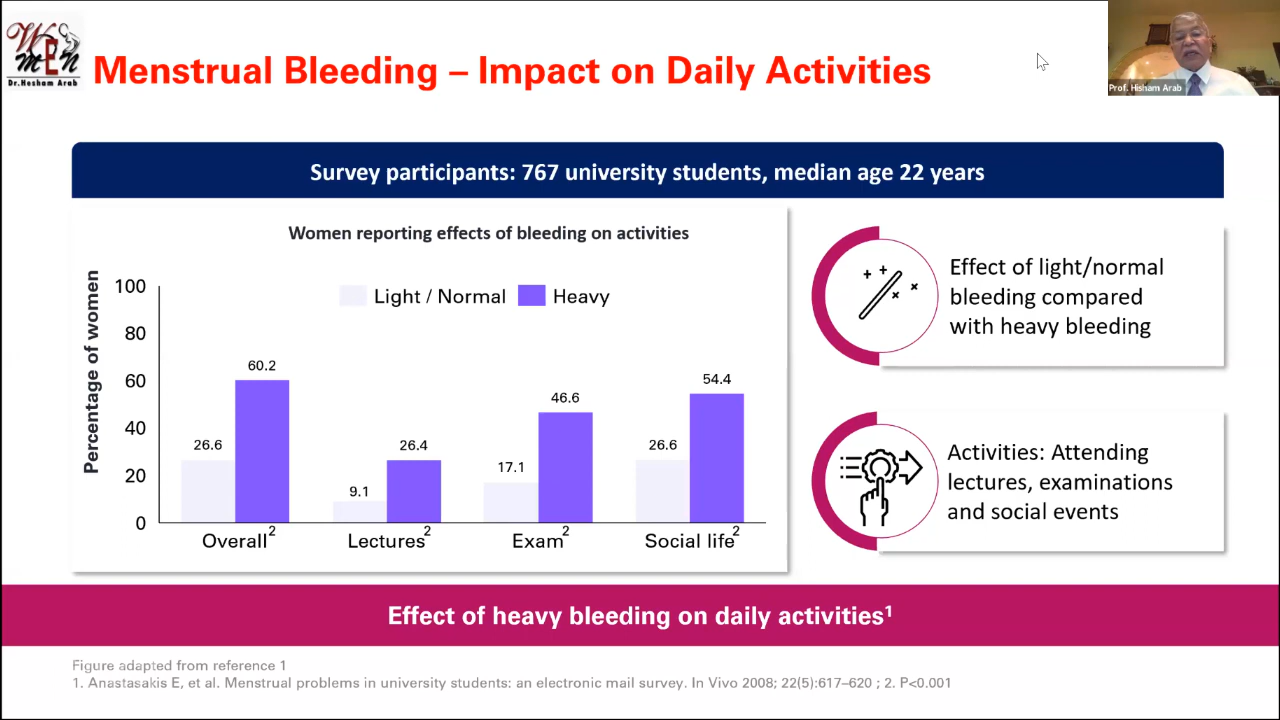 Women
Dr.Hesham Arab
Menstrual Bleeding – Impact on Daily Activities
Prof. Hisham Arab
Survey participants: 767 university students, median age 22 years
Women reporting effects of bleeding on activities
Percentage of women
100
80
60
40
20
0
Light / Normal
Heavy
26.6
60.2
9.1
26.4
17.1
46.6
26.6
54.4
Overall²
Lectures²
Exam²
Social life²
Effect of light/normal
bleeding compared
with heavy bleeding
Activities: Attending
lectures, examinations
and social events
Effect of heavy bleeding on daily activities¹
Figure adapted from reference 1
1. Anastasakis E, et al. Menstrual problems in university students: an electronic mail survey. In Vivo 2008; 22(5):617–620 ; 2. P<0.001